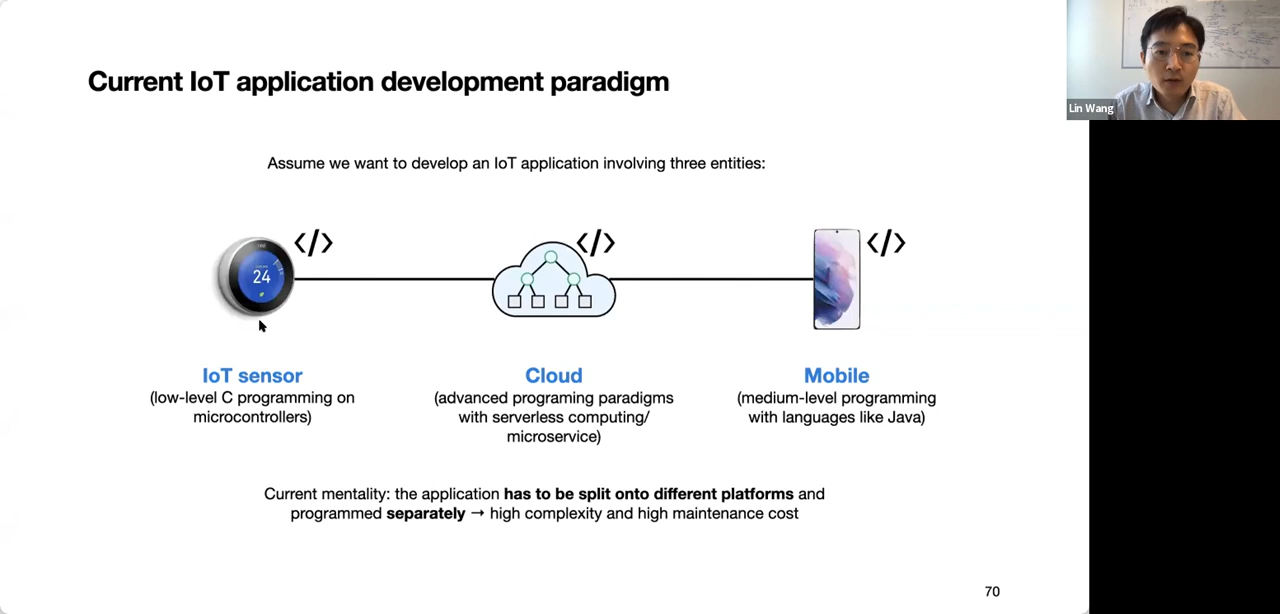 Current IoT application development paradigm
Lin Wang
Assume we want to develop an IoT application involving three entities:
</>
</>
</>
24
IoT sensor
(low-level C programming on
microcontrollers)
Cloud
(advanced programing paradigms
with serverless computing/
microservice)
Mobile
(medium-level programming
with languages like Java)
Current mentality: the application has to be split onto different platforms and
programmed separately → high complexity and high maintenance cost
70